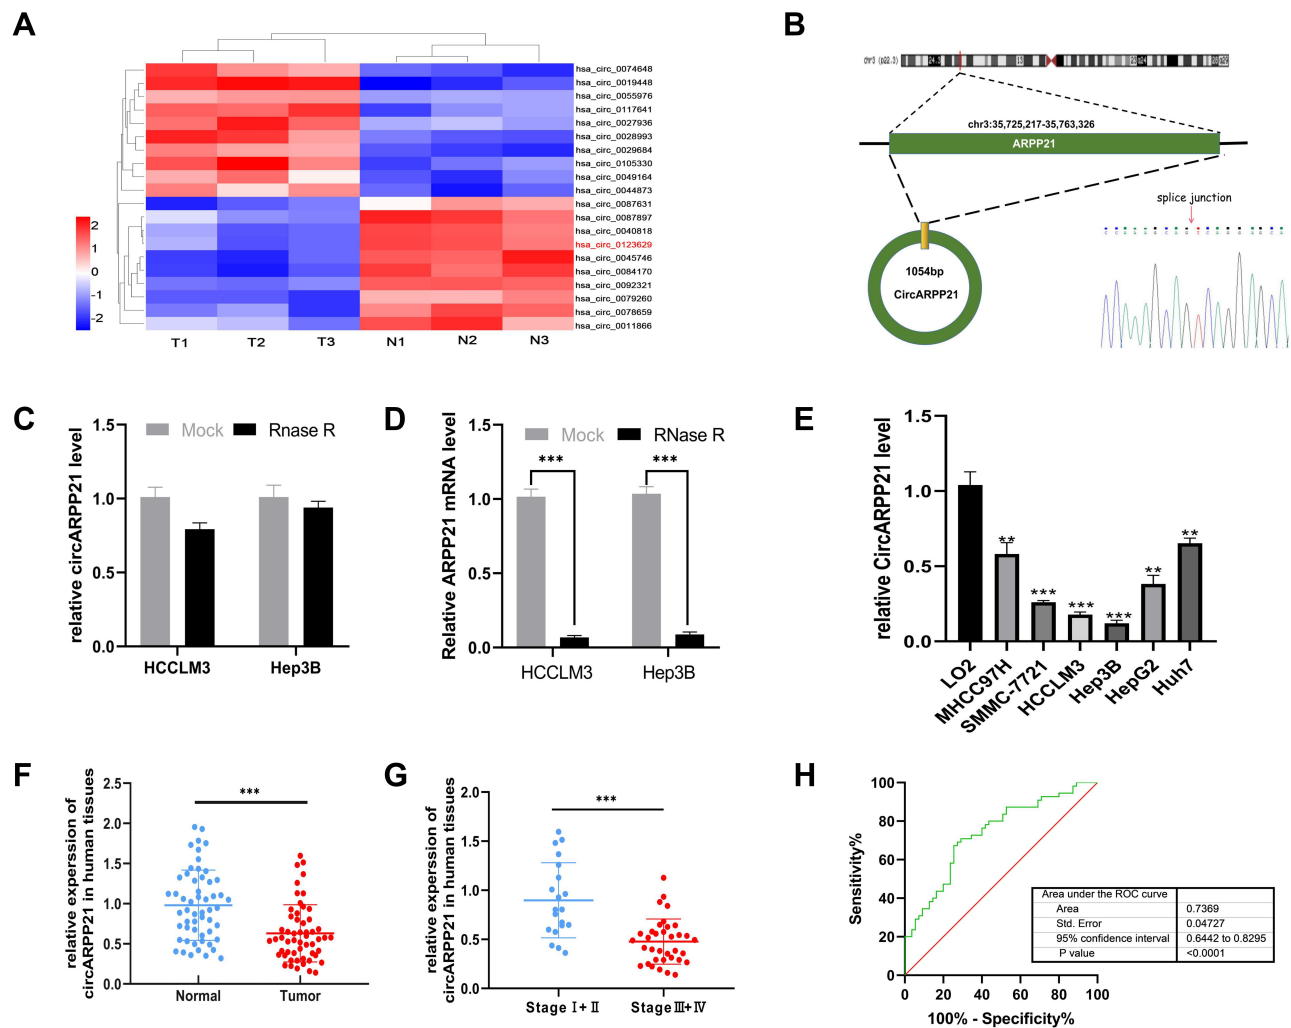 A
hsa_circ_0074648
hsa_circ_0019448
hsa_circ_0055976
hsa_circ_0117641
hsa_circ_0027936
hsa_circ_0028993
hsa_circ_0029684
hsa_circ_0105330
hsa_circ_0049164
hsa_circ_0044873
hsa_circ_0087631
hsa_circ_0087897
hsa_circ_0040818
hsa_circ_0123629
hsa_circ_0045746
hsa_circ_0084170
hsa_circ_0092321
hsa_circ_0079260
hsa_circ_0078659
hsa_circ_0011866
2
1
0
-1
-2
T1 T2 T3 N1 N2 N3
B
chr3 (p22.3)
chr3:35,725,217-35,763,326
ARPP21
splice junction
1054bp
CircARPP21
C
relative circARPP21 level
Mock Rnase R
1.5
1.0
0.5
0.0
HCCLM3 Hep3B
D
Relative ARPP21 mRNA level
Mock RNase R
*** ***
1.5
1.0
0.5
0.0
HCCLM3 Hep3B
E
relative CircARPP21 level
1.5
1.0
0.5
0.0
** *** *** *** ** **
LO2
MHCC97H
SMMC-7721
HCCLM3
Hep3B
HepG2
Huh7
F
relative experssion of
circARPP21 in human tissues
2.5
2.0
1.5
1.0
0.5
0.0
***
Normal Tumor
G
relative experssion of
circARPP21 in human tissues
2.0
1.5
1.0
0.5
0.0
***
Stage Ⅰ+Ⅱ Stage Ⅲ+Ⅳ
H
Sensitivity%
100
80
60
40
20
0
0 20 40 60 80 100
100% - Specificity%
Area under the ROC curve
Area 0.7369
Std. Error 0.04727
95% confidence interval 0.6442 to 0.8295
P value <0.0001